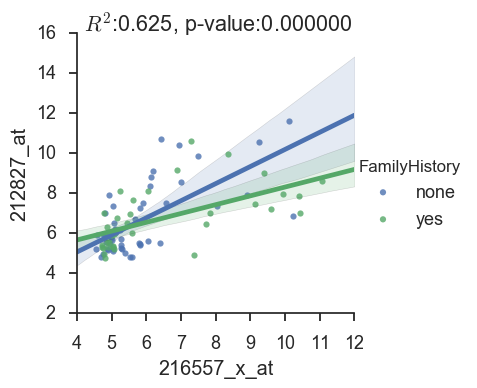 R²:0.625, p-value:0.000000
16
14
12
10
8
6
4
2
212827_at
4 5 6 7 8 9 10 11 12
216557_x_at
FamilyHistory
none
yes